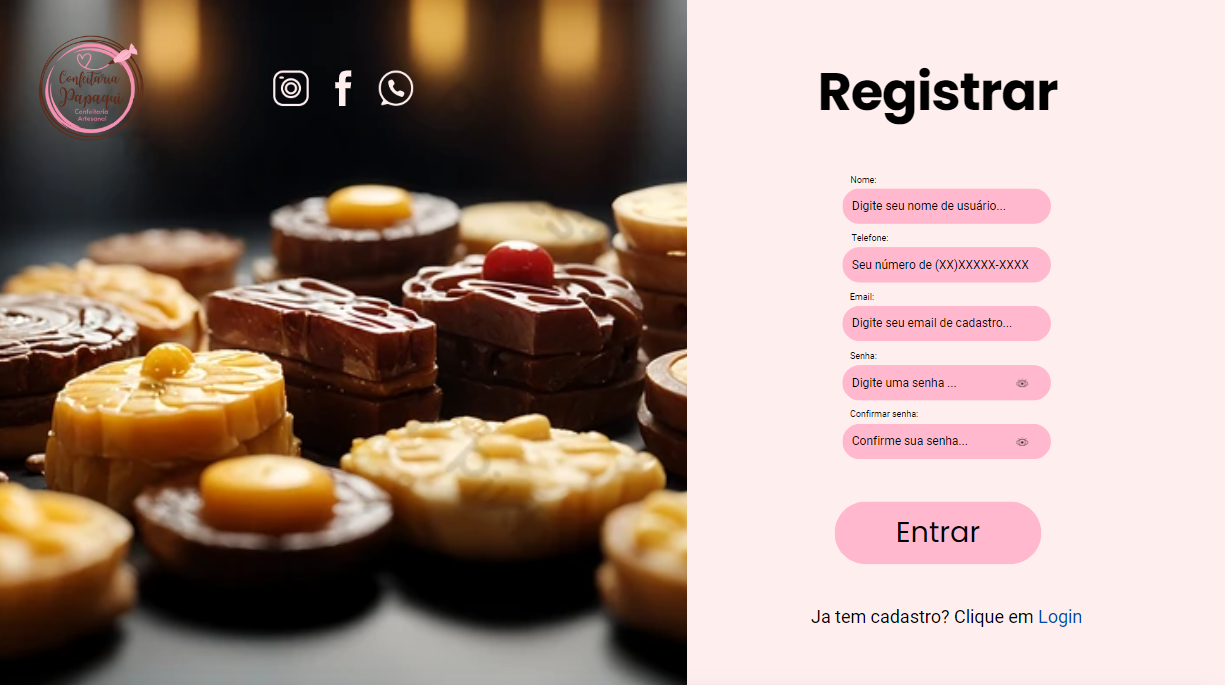 Confeitaria
Papaqui
Confeitaria
Artesanal
Registrar
Nome:
Digite seu nome de usuário...
Telefone:
Seu número de (XX)XXXXX-XXXX
Email:
Digite seu email de cadastro...
Senha:
Digite uma senha ...
Confirmar senha:
Confirme sua senha...
Entrar
Ja tem cadastro? Clique em Login